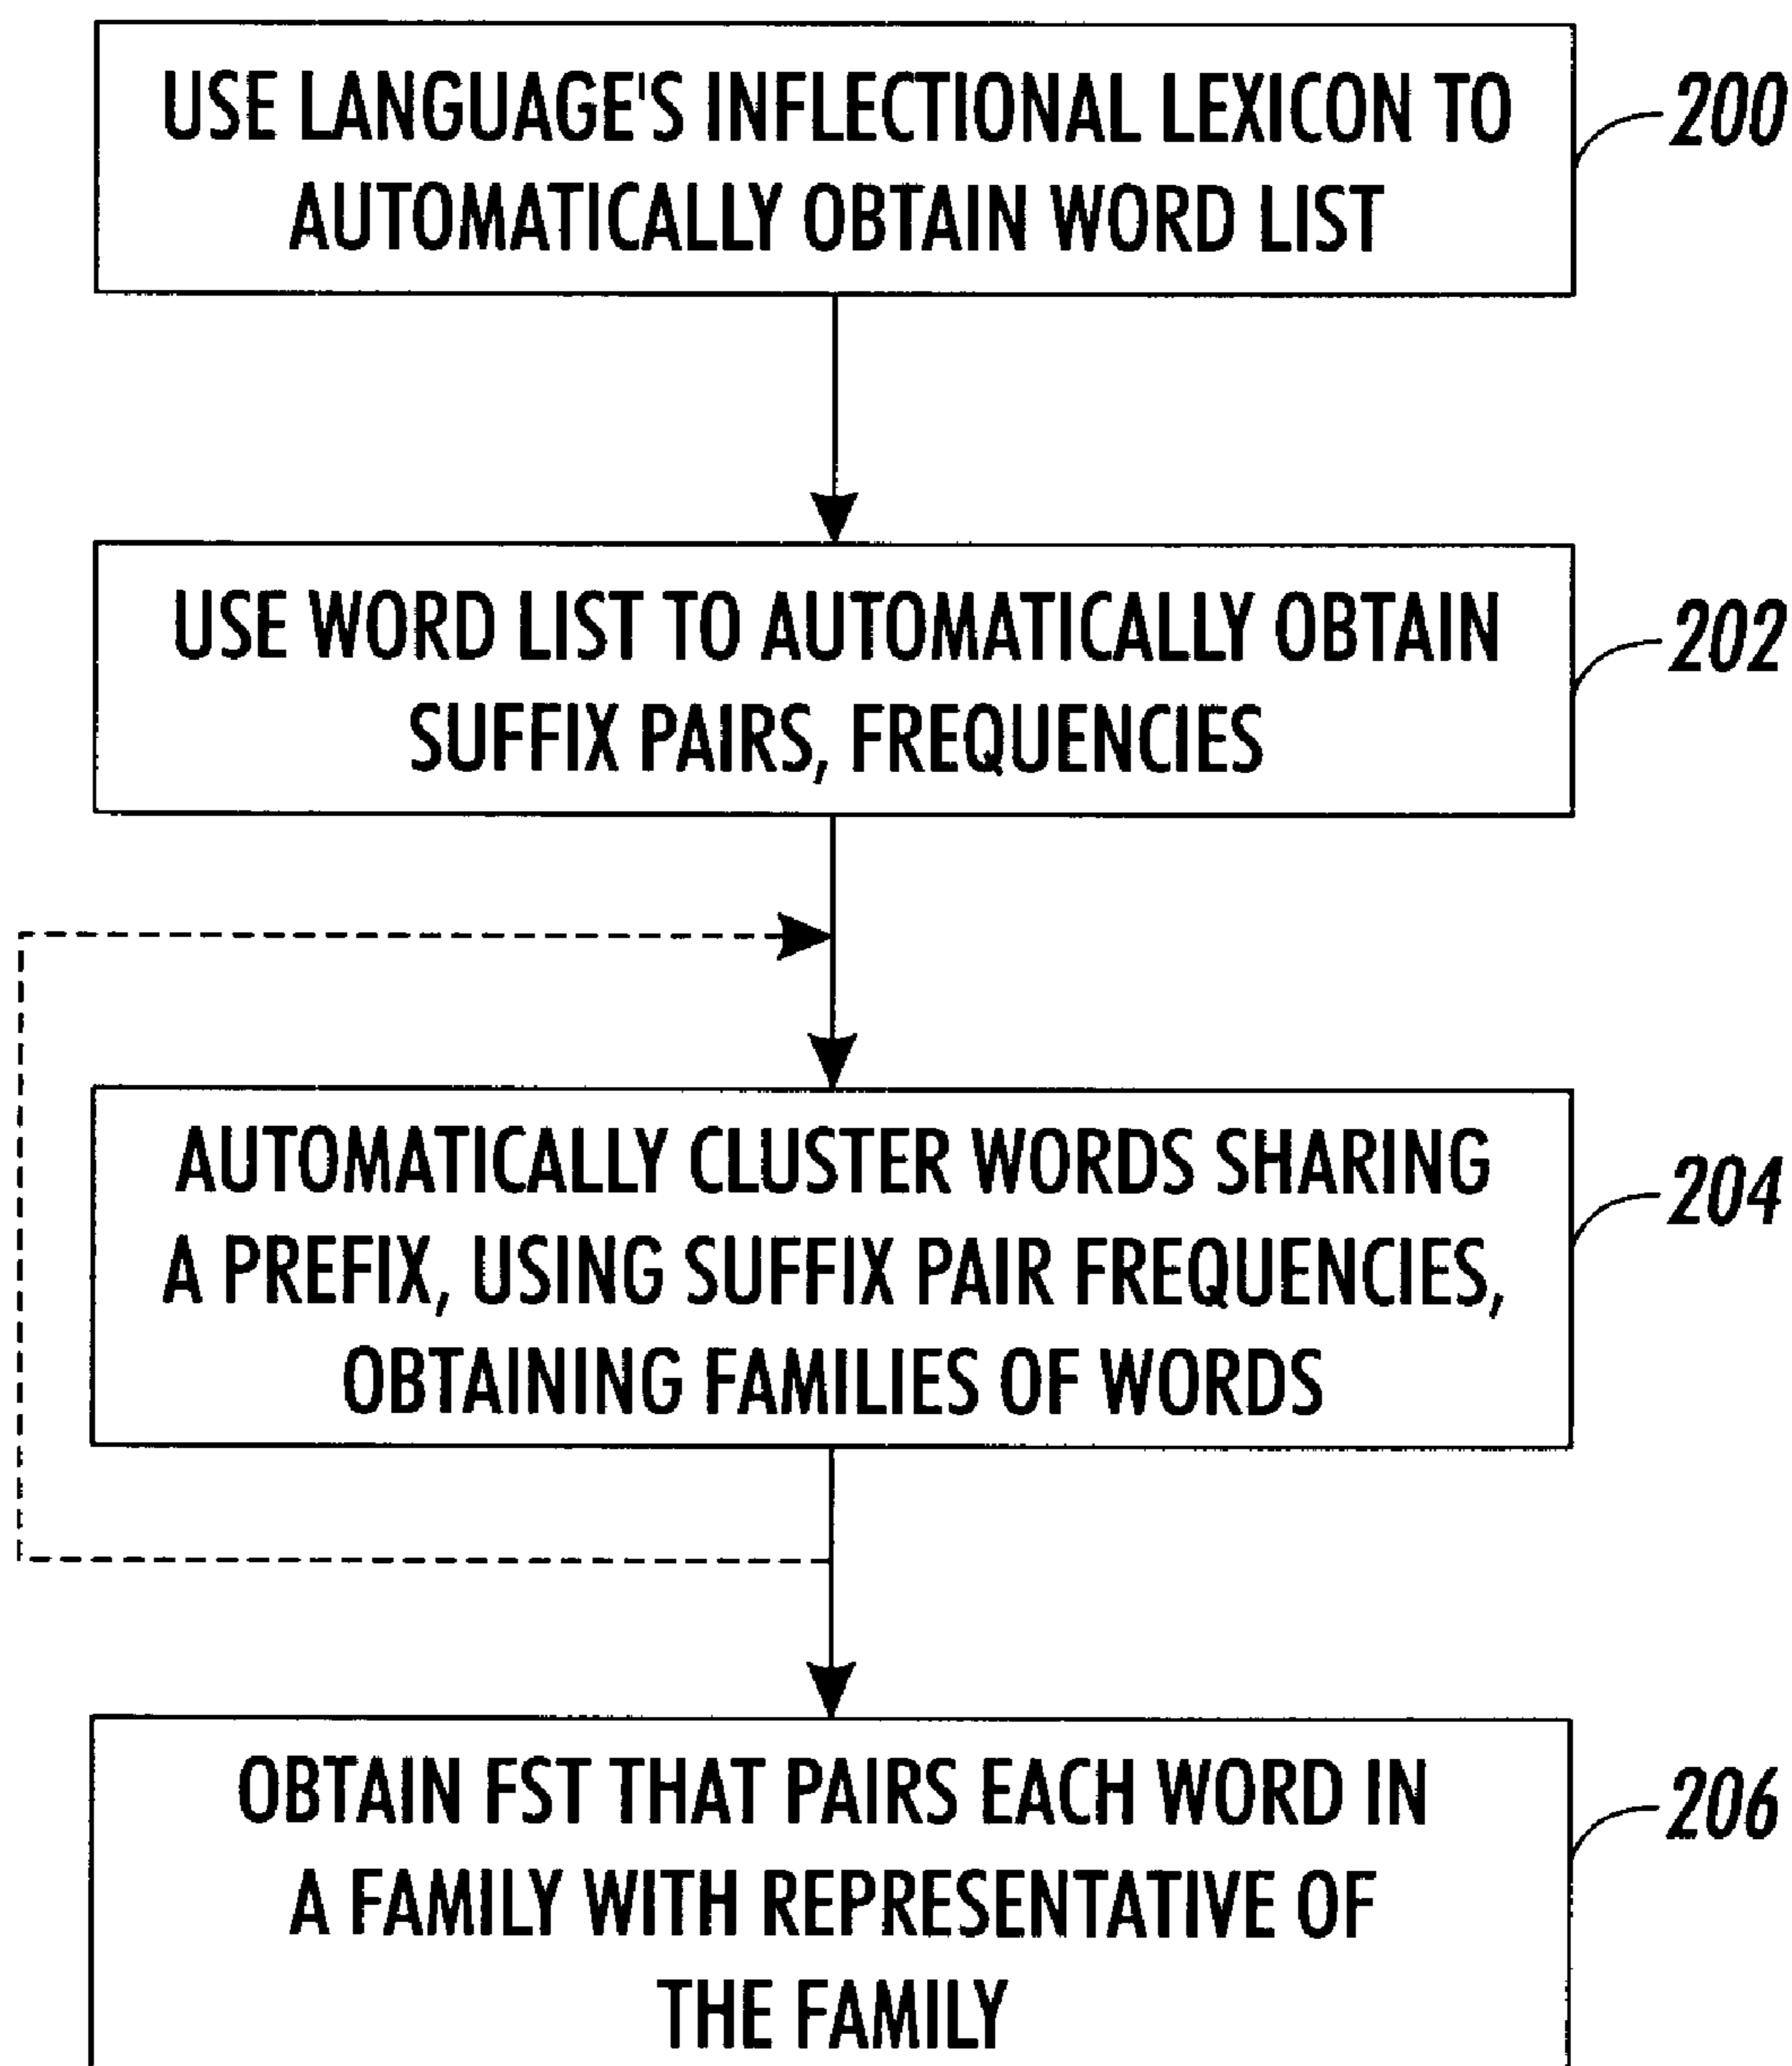 USE LANGUAGE'S INFLECTIONAL LEXICON TO
AUTOMATICALLY OBTAIN WORD LIST
200
USE WORD LIST TO AUTOMATICALLY OBTAIN
SUFFIX PAIRS, FREQUENCIES
202
AUTOMATICALLY CLUSTER WORDS SHARING
A PREFIX, USING SUFFIX PAIR FREQUENCIES,
OBTAINING FAMILIES OF WORDS
204
OBTAIN FST THAT PAIRS EACH WORD IN
A FAMILY WITH REPRESENTATIVE OF
THE FAMILY
206